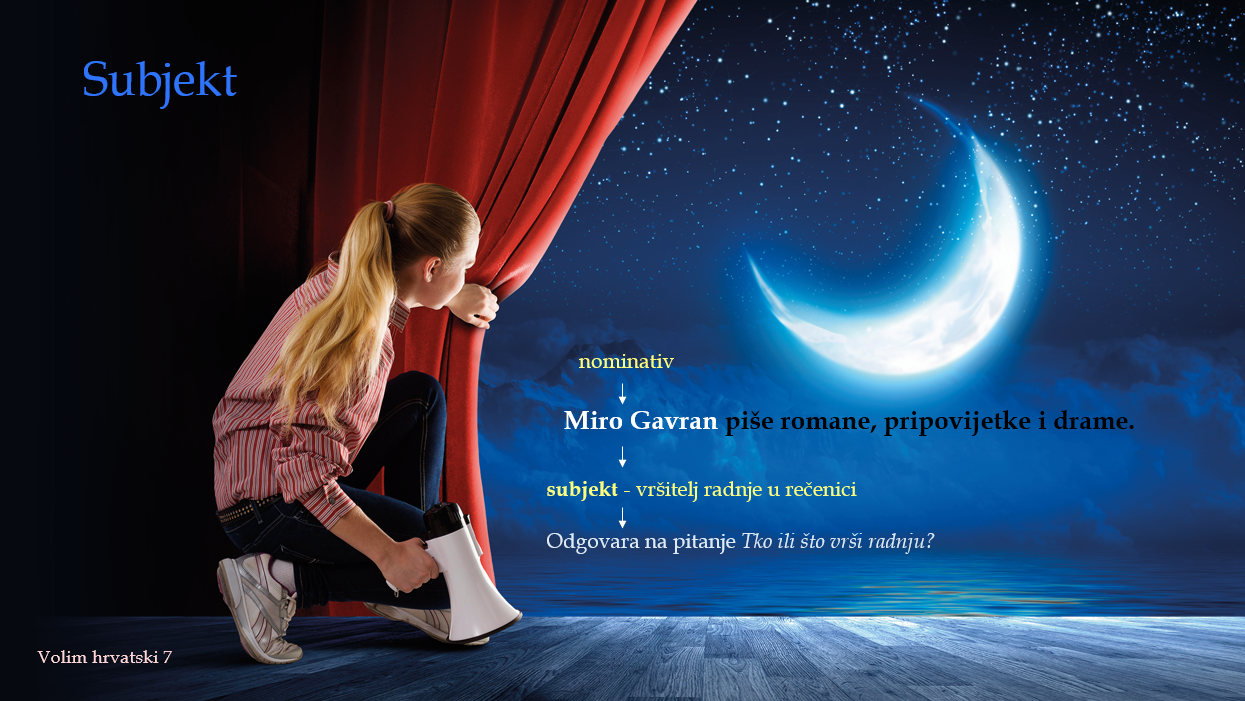 Subjekt
nominativ
Miro Gavran piše romane, pripovijetke i drame.
subjekt - vršitelj radnje u rečenici
Odgovara na pitanje Tko ili što vrši radnju?
Volim hrvatski 7